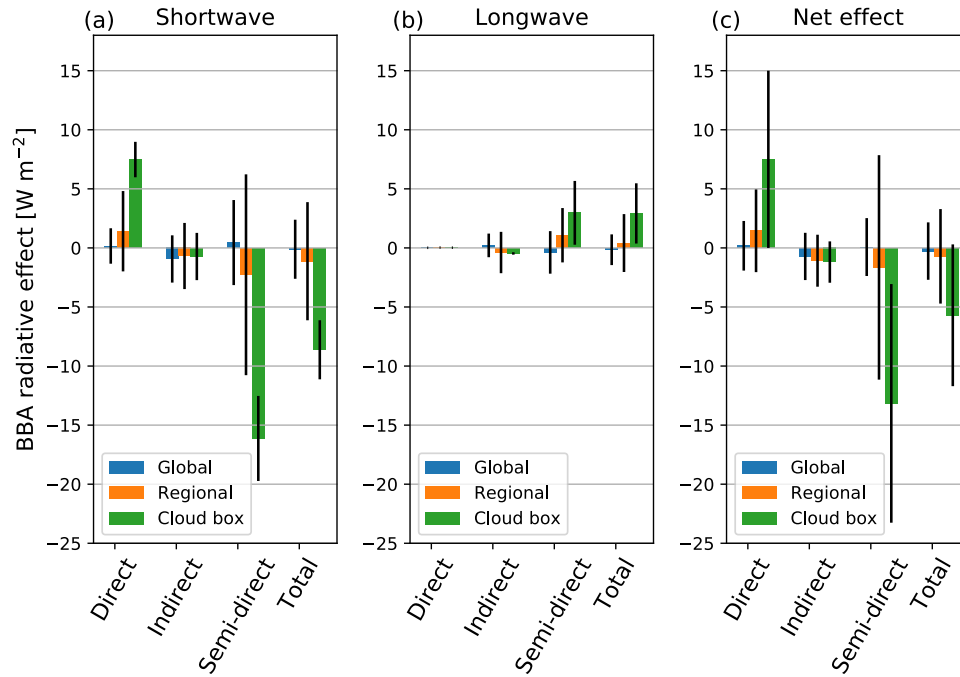 (a) Shortwave
(b) Longwave
(c) Net effect
BBA radiative effect [W m−2]
15
10
5
0
−5
−10
−15
−20
−25
Global
Regional
Cloud box
Direct
Indirect
Semi-direct
Total
15
10
5
0
−5
−10
−15
−20
−25
Global
Regional
Cloud box
Direct
Indirect
Semi-direct
Total
15
10
5
0
−5
−10
−15
−20
−25
Global
Regional
Cloud box
Direct
Indirect
Semi-direct
Total